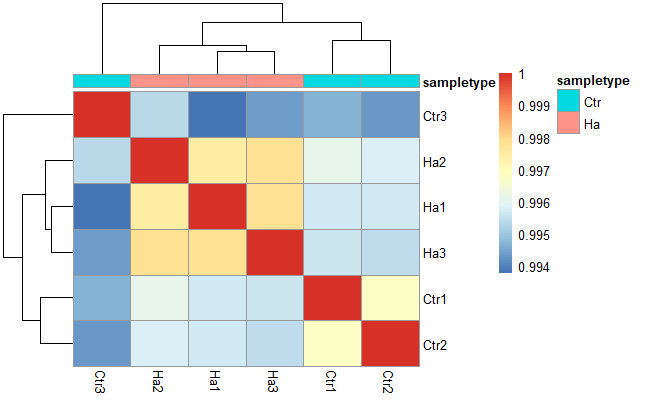 sampletype
Ctr3
Ha2
Ha1
Ha3
Ctr1
Ctr2
Ctr3
Ha2
Ha1
Ha3
Ctr1
Ctr2
1
0.999
0.998
0.997
0.996
0.995
0.994
sampletype
Ctr
Ha